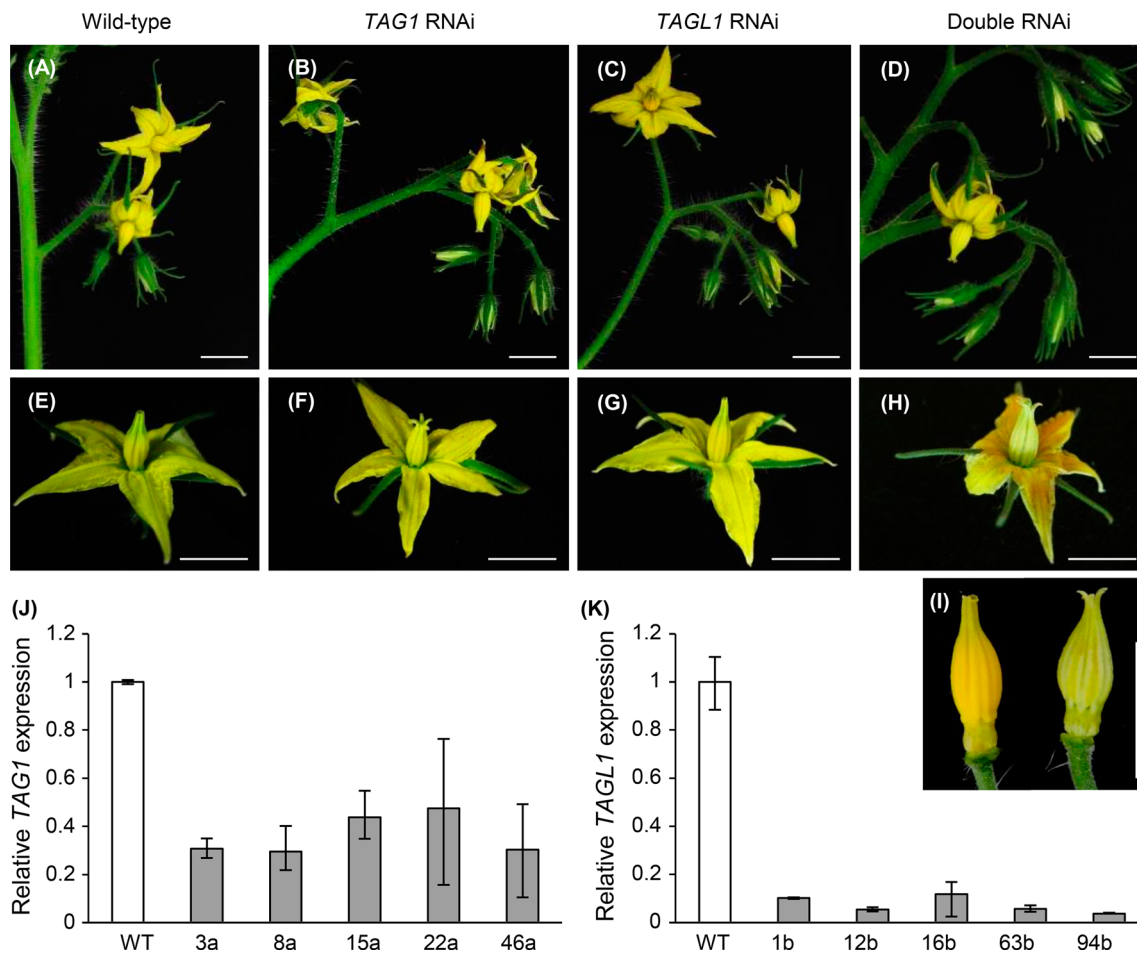 Wild-type
TAG1 RNAi
TAGL1 RNAi
Double RNAi
(A)
(B)
(C)
(D)
(E)
(F)
(G)
(H)
(J)
Relative TAG1 expression
1.2
1
0.8
0.6
0.4
0.2
0
WT
3a
8a
15a
22a
46a
(K)
Relative TAGL1 expression
1.2
1
0.8
0.6
0.4
0.2
0
WT
1b
12b
16b
63b
94b
(I)